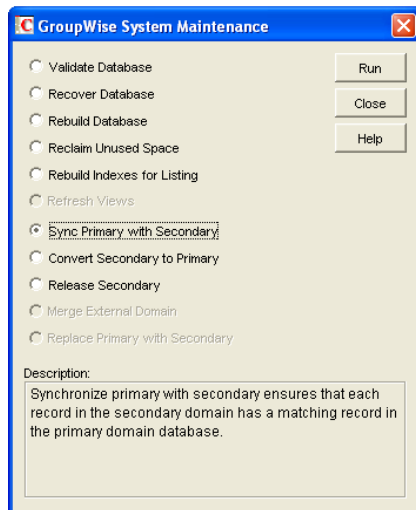 GroupWise System Maintenance
Validate Database
Run
Recover Database
Close
Rebuild Database
Reclaim Unused Space
Help
Rebuild Indexes for Listing
Refresh Views
Sync Primary with Secondary
Convert Secondary to Primary
Release Secondary
Merge External Domain
Replace Primary with Secondary
Description:
Synchronize primary with secondary ensures that each
record in the secondary domain has a matching record in
the primary domain database.